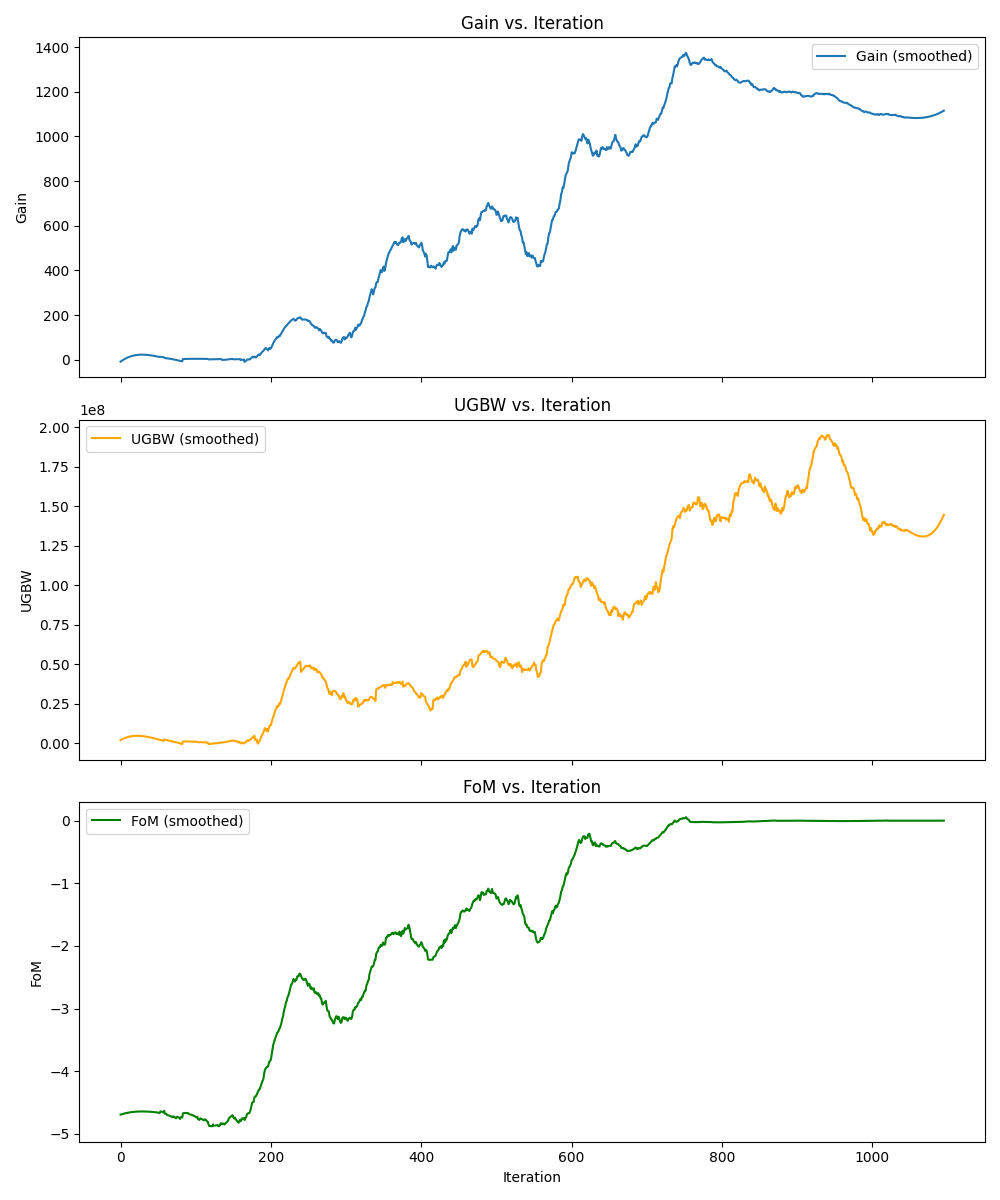 Gain vs. Iteration
Gain (smoothed)
1400
1200
1000
800
600
400
200
0
Gain
UGBW vs. Iteration
1e8
UGBW (smoothed)
2.00
1.75
1.50
1.25
1.00
0.75
0.50
0.25
0.00
UGBW
FoM vs. Iteration
FoM (smoothed)
0
−1
−2
−3
−4
−5
FoM
0 200 400 600 800 1000
Iteration